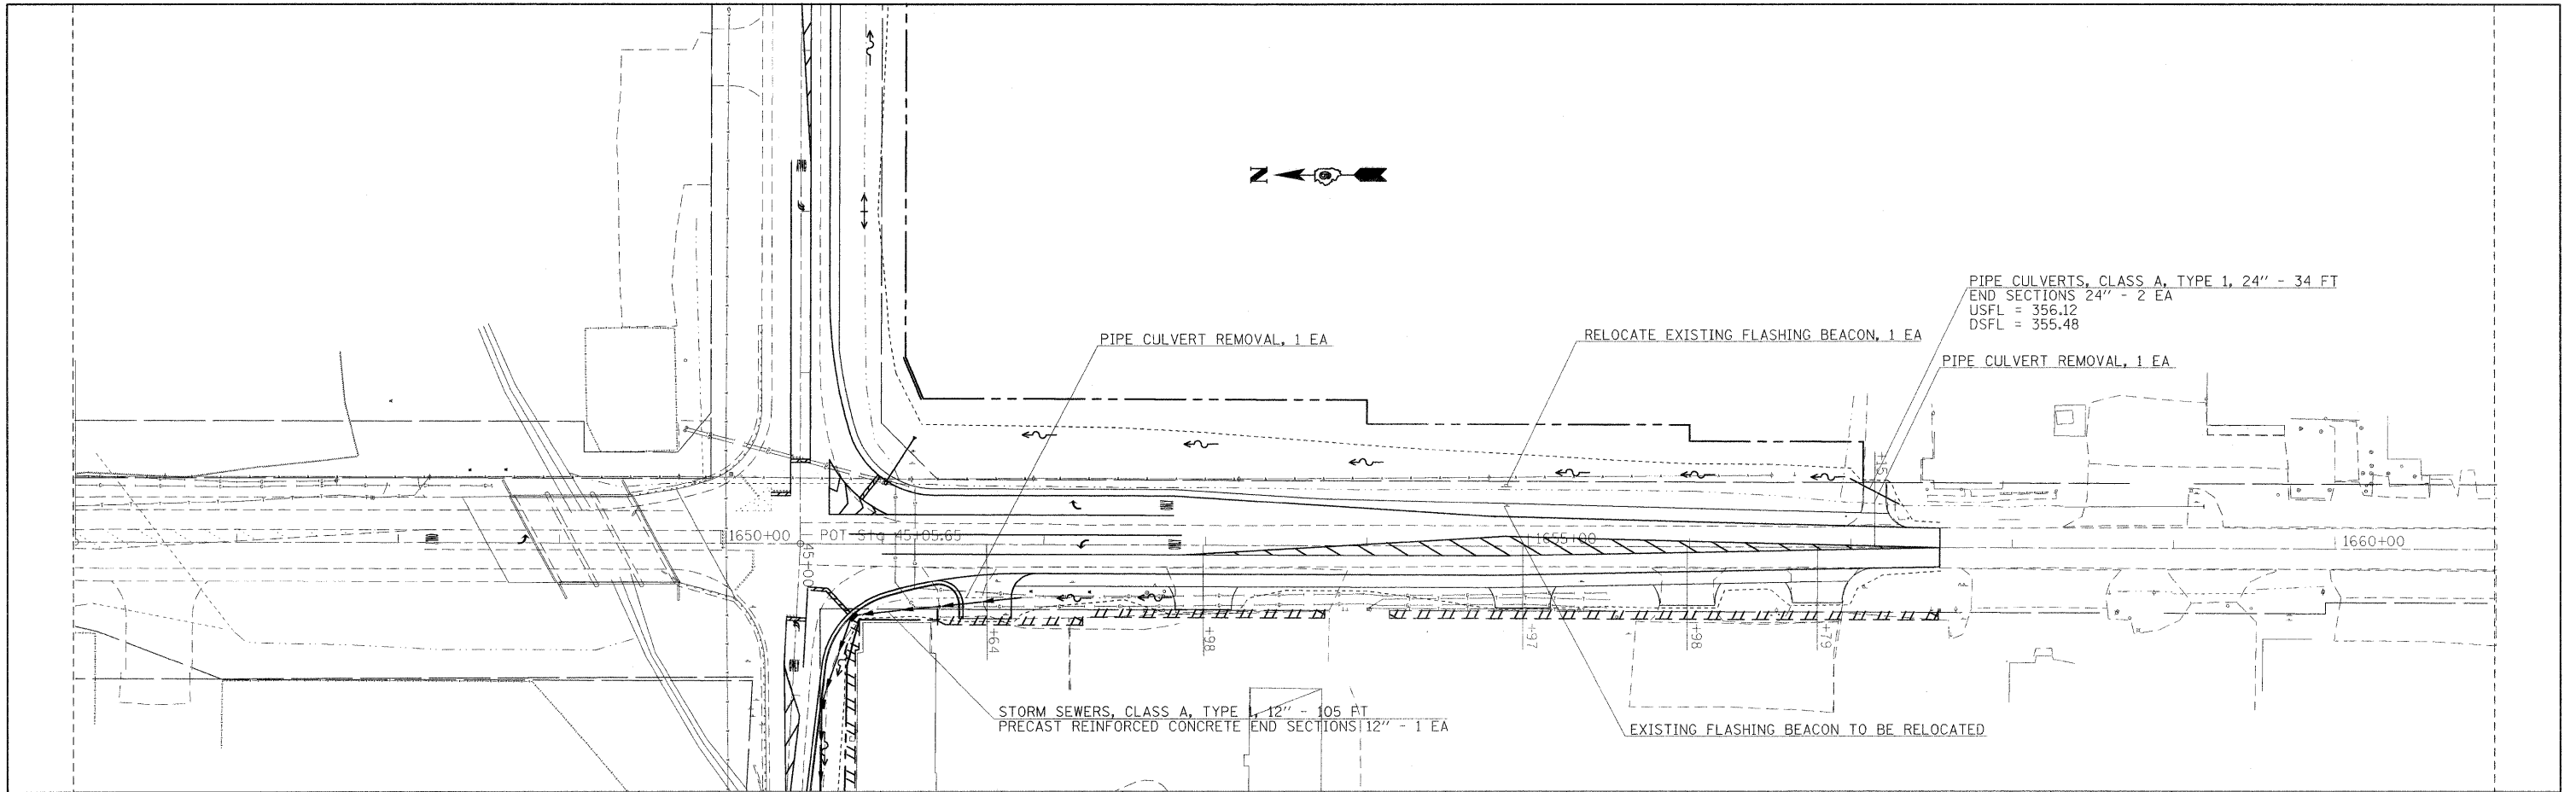 N
PIPE CULVERTS, CLASS A, TYPE 1, 24" - 34 FT
END SECTIONS 24" - 2 EA
USFL = 356.12
DSFL = 355.48
PIPE CULVERT REMOVAL, 1 EA
RELOCATE EXISTING FLASHING BEACON, 1 EA
PIPE CULVERT REMOVAL, 1 EA
+15
1650+00
POT Sta 45+05.65
1655+00
1660+00
45+00
+64
+98
+97
+98
+79
STORM SEWERS, CLASS A, TYPE 1, 12" - 105 FT
PRECAST REINFORCED CONCRETE END SECTIONS 12" - 1 EA
EXISTING FLASHING BEACON TO BE RELOCATED